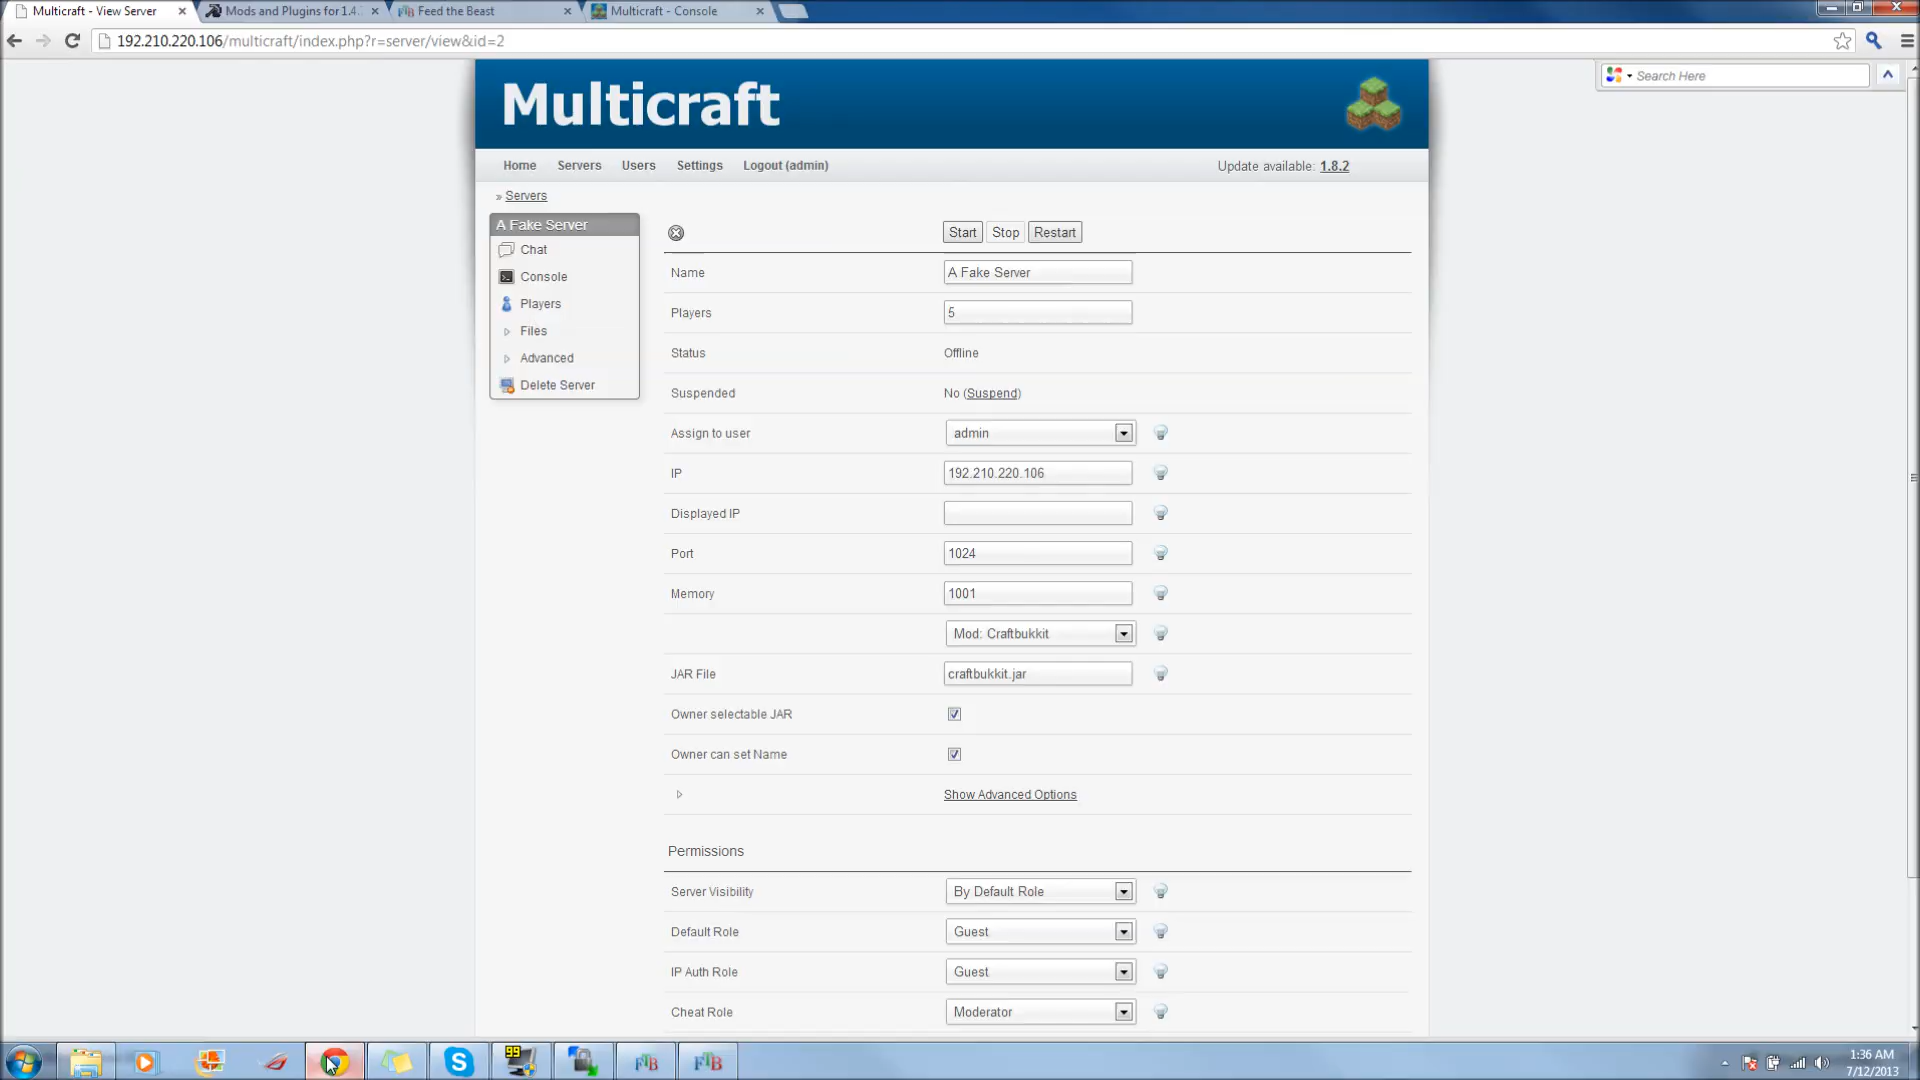 Multicraft - View Server
Mods and Plugins for 1.4.
Feed the Beast
Multicraft - Console
192.210.220.106/multicraft/index.php?r=server/view&id=2
Search Here
Multicraft
Home Servers Users Settings Logout (admin)
Update available: 1.8.2
» Servers
A Fake Server
Chat
Console
Players
Files
Advanced
Delete Server
Start Stop Restart
Name A Fake Server
Players 5
Status Offline
Suspended No (Suspend)
Assign to user admin
IP 192.210.220.106
Displayed IP
Port 1024
Memory 1001
Mod: Craftbukkit
JAR File craftbukkit.jar
Owner selectable JAR
Owner can set Name
Show Advanced Options
Permissions
Server Visibility By Default Role
Default Role Guest
IP Auth Role Guest
Cheat Role Moderator
99
FTB
FTB
1:36 AM
7/12/2013